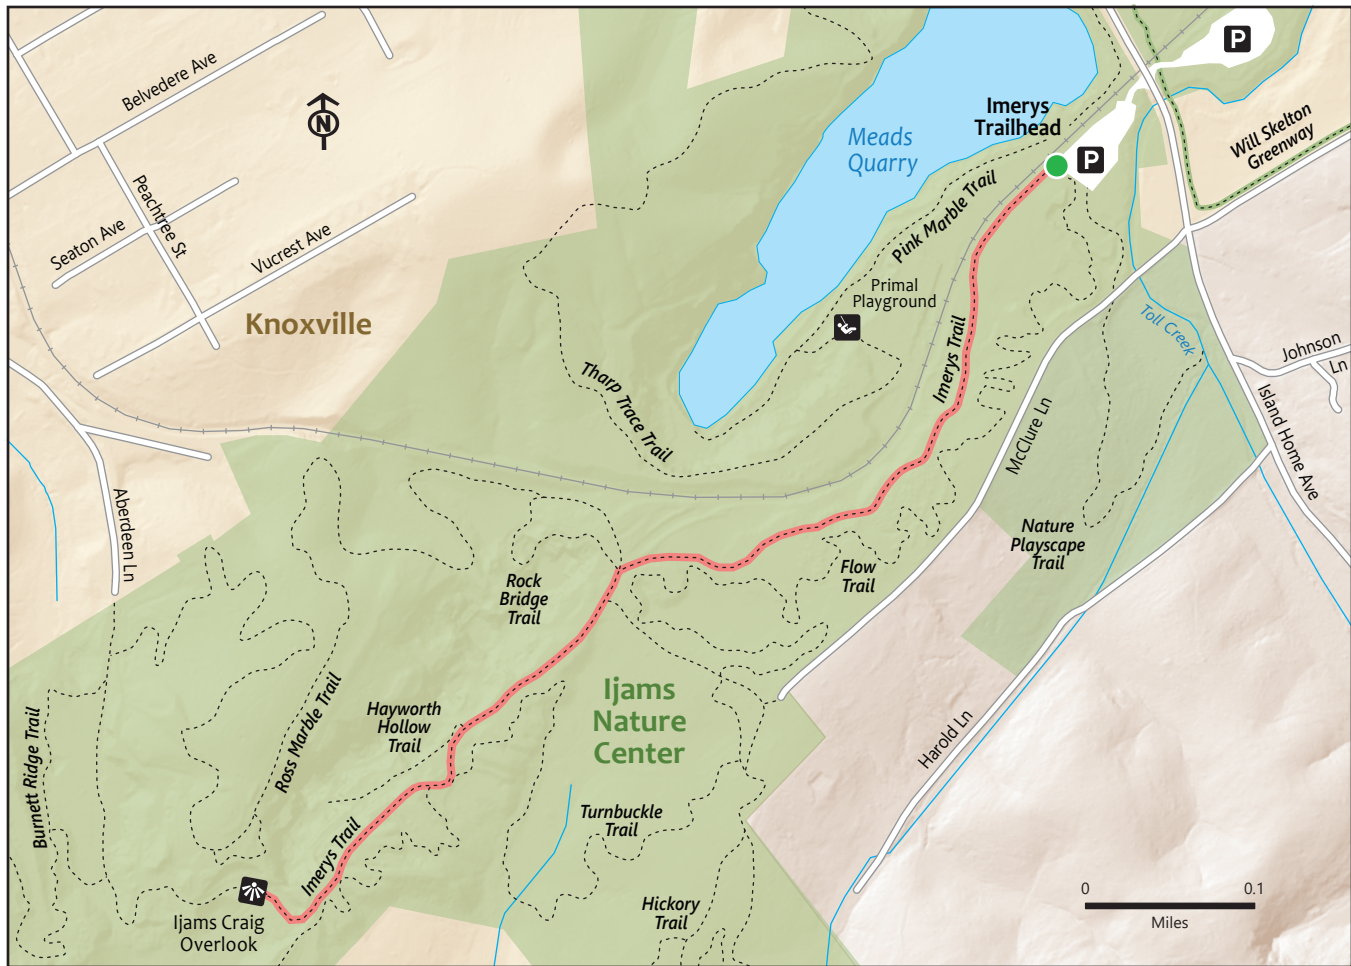 Belvedere Ave
N
Peachtree St
Seaton Ave
Vucrest Ave
Knoxville
Meads
Quarry
Imerys
Trailhead
P
P
Will Skelton
Greenway
Pink Marble Trail
Primal
Playground
Imerys Trail
Toll Creek
Johnson
Ln
Tharp Trace Trail
McClure Ln
Island Home Ave
Aberdeen Ln
Nature
Playscape
Trail
Flow
Trail
Rock
Bridge
Trail
Ijams
Nature
Center
Hayworth
Hollow
Trail
Ross Marble Trail
Burnett Ridge Trail
Harold Ln
Turnbuckle
Trail
Imerys Trail
Ijams Craig
Overlook
Hickory
Trail
0
0.1
Miles